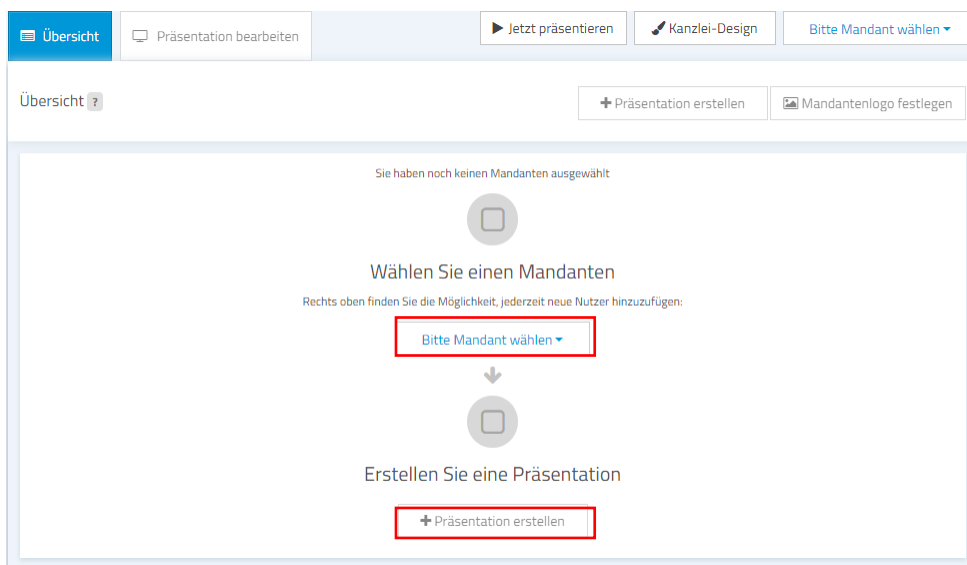 Übersicht
Präsentation bearbeiten
Jetzt präsentieren
Kanzlei-Design
Bitte Mandant wählen
Übersicht ?
Präsentation erstellen
Mandantenlogo festlegen
Sie haben noch keinen Mandanten ausgewählt
Wählen Sie einen Mandanten
Rechts oben finden Sie die Möglichkeit, jederzeit neue Nutzer hinzuzufügen:
Bitte Mandant wählen
Erstellen Sie eine Präsentation
Präsentation erstellen